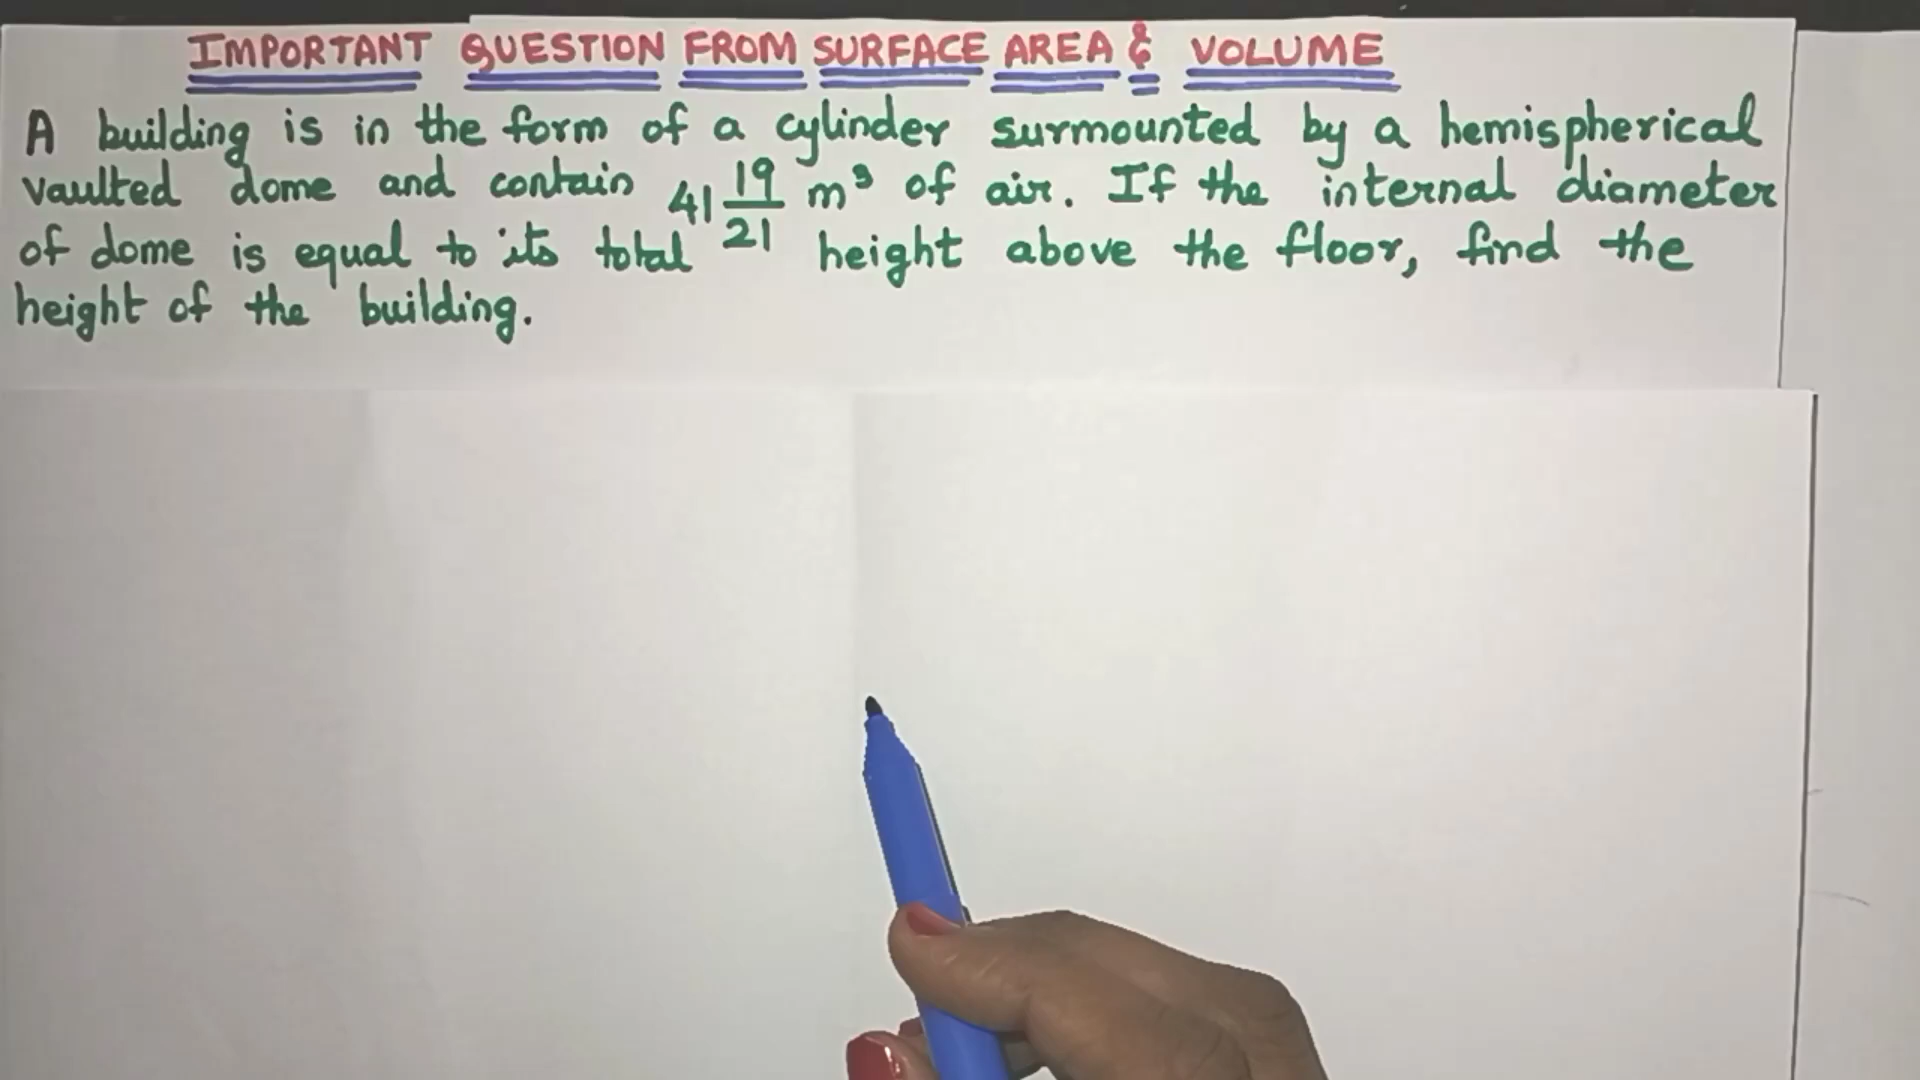 IMPORTANT QUESTION FROM SURFACE AREA & VOLUME
A building is in the form of a cylinder surmounted by a hemispherical
vaulted dome and contain 41 19/21 m³ of air. If the internal diameter
of dome is equal to its total height above the floor, find the
height of the building.